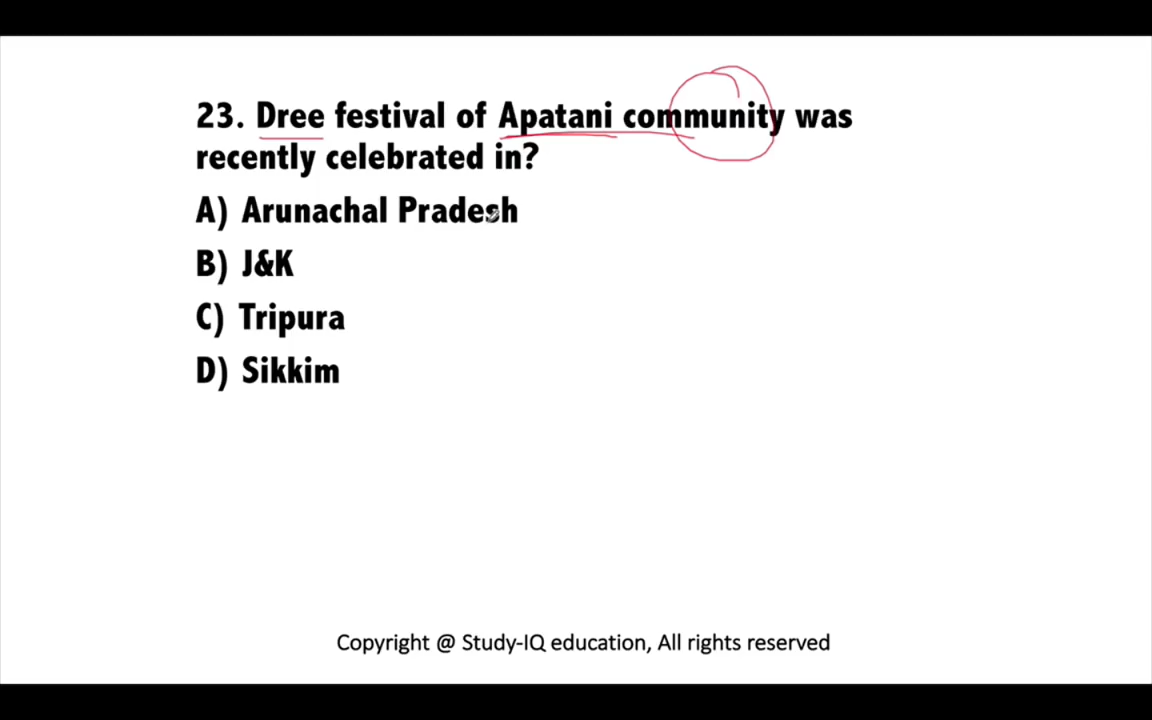 23. Dree festival of Apatani community was
recently celebrated in?
A) Arunachal Pradesh
B) J&K
C) Tripura
D) Sikkim
Copyright @ Study-IQ education, All rights reserved